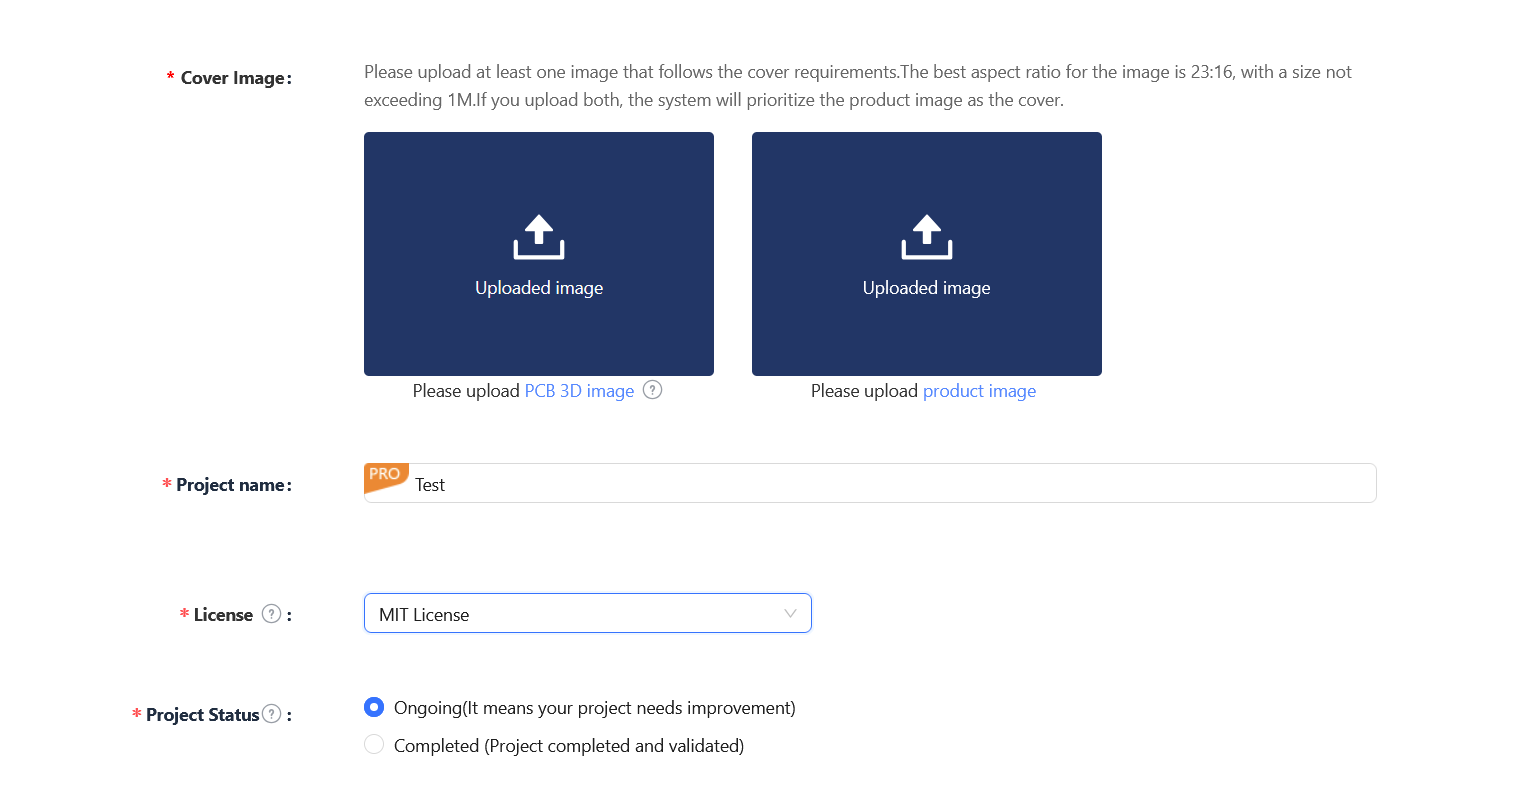 * Cover Image:
Please upload at least one image that follows the cover requirements.The best aspect ratio for the image is 23:16, with a size not
exceeding 1M.If you upload both, the system will prioritize the product image as the cover.
Uploaded image
Uploaded image
Please upload PCB 3D image ?
Please upload product image
* Project name:
PRO
Test
* License ? :
MIT License
* Project Status ? :
Ongoing(It means your project needs improvement)
Completed (Project completed and validated)